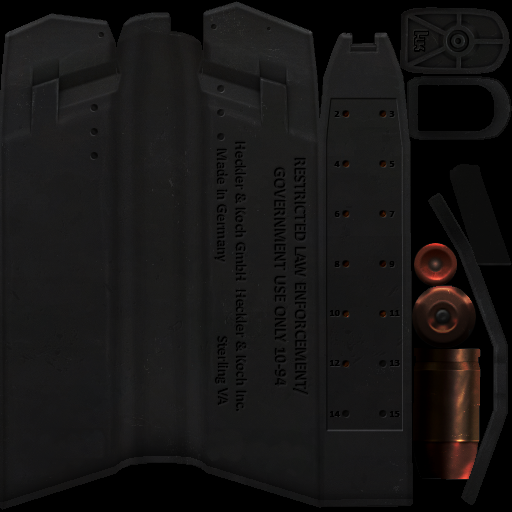 RESTRICTED LAW ENFORCEMENT/
GOVERNMENT USE ONLY 10-94
Heckler & Koch GmbH Heckler & Koch Inc.
Made in Germany Sterling VA
2 3
4 5
6 7
8 9
10 11
12 13
14 15
HK